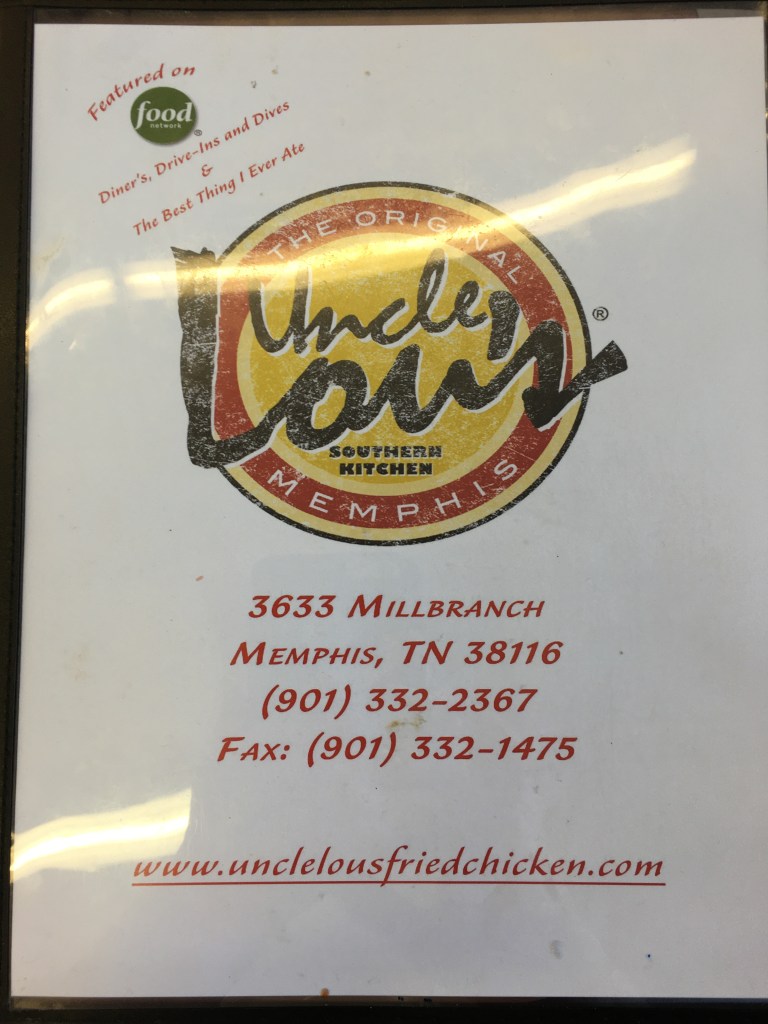 Featured on
food
network
®
Diner's, Drive-Ins and Dives
&
The Best Thing I Ever Ate
THE ORIGINAL
Uncle
Lou's
®
SOUTHERN
KITCHEN
MEMPHIS
3633 Millbranch
Memphis, TN 38116
(901) 332-2367
Fax: (901) 332-1475
www.unclelousfriedchicken.com